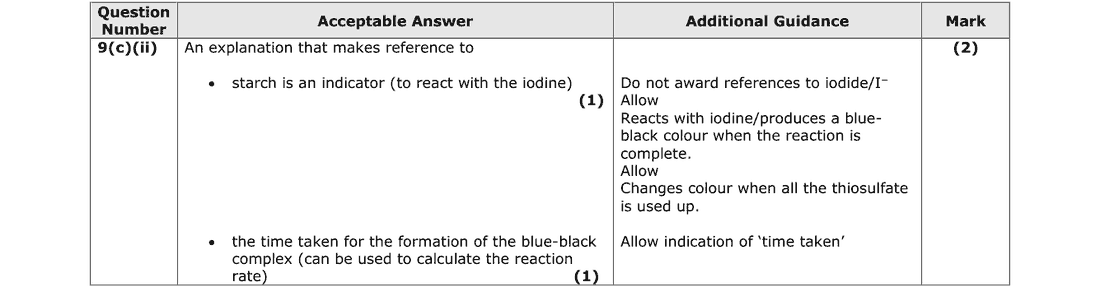 Question Number
Acceptable Answer
Additional Guidance
Mark
9(c)(ii)
An explanation that makes reference to
(2)
• starch is an indicator (to react with the iodine)
(1)
Do not award references to iodide/I⁻
Allow
Reacts with iodine/produces a blue-
black colour when the reaction is
complete.
Allow
Changes colour when all the thiosulfate
is used up.
• the time taken for the formation of the blue-black
complex (can be used to calculate the reaction
rate) (1)
Allow indication of ‘time taken’